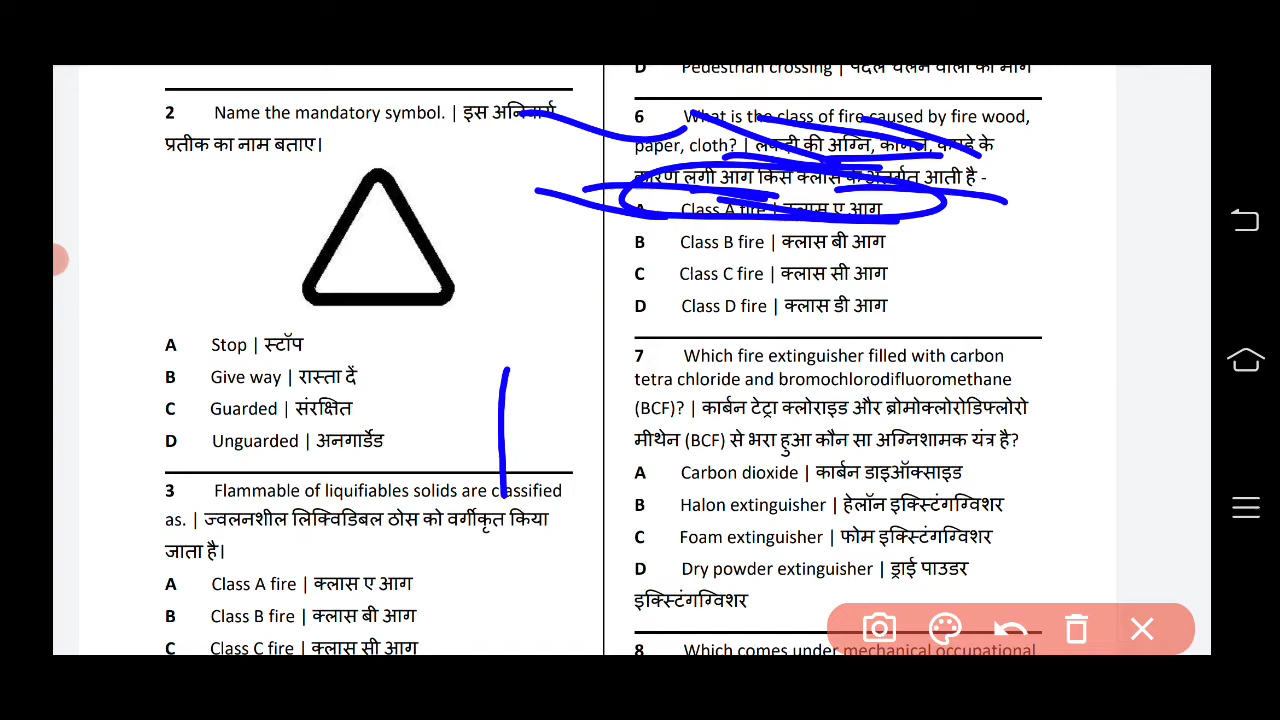 2 Name the mandatory symbol. | इस अनिवार्य
प्रतीक का नाम बताए।
A Stop | स्टॉप
B Give way | रास्ता दें
C Guarded | संरक्षित
D Unguarded | अनगार्डेड
3 Flammable of liquifiables solids are classified
as. | ज्वलनशील लिक्विडिबल ठोस को वर्गीकृत किया
जाता है।
A Class A fire | क्लास ए आग
B Class B fire | क्लास बी आग
C Class C fire | क्लास सी आग
D Pedestrian crossing | पैदल चलने वालों का मार्ग
6 What is the class of fire caused by fire wood,
paper, cloth? | लकड़ी की अग्नि, कागज, कपड़े के
कारण लगी आग किस क्लास के अंतर्गत आती है -
A Class A fire | क्लास ए आग
B Class B fire | क्लास बी आग
C Class C fire | क्लास सी आग
D Class D fire | क्लास डी आग
7 Which fire extinguisher filled with carbon
tetra chloride and bromochlorodifluoromethane
(BCF)? | कार्बन टेट्रा क्लोराइड और ब्रोमोक्लोरोडिफ्लोरो
मीथेन (BCF) से भरा हुआ कौन सा अग्निशामक यंत्र है?
A Carbon dioxide | कार्बन डाइऑक्साइड
B Halon extinguisher | हेलॉन इक्स्टिंगग्विशर
C Foam extinguisher | फोम इक्स्टिंगग्विशर
D Dry powder extinguisher | ड्राई पाउडर
इक्स्टिंगग्विशर
8 Which comes under mechanical occupational